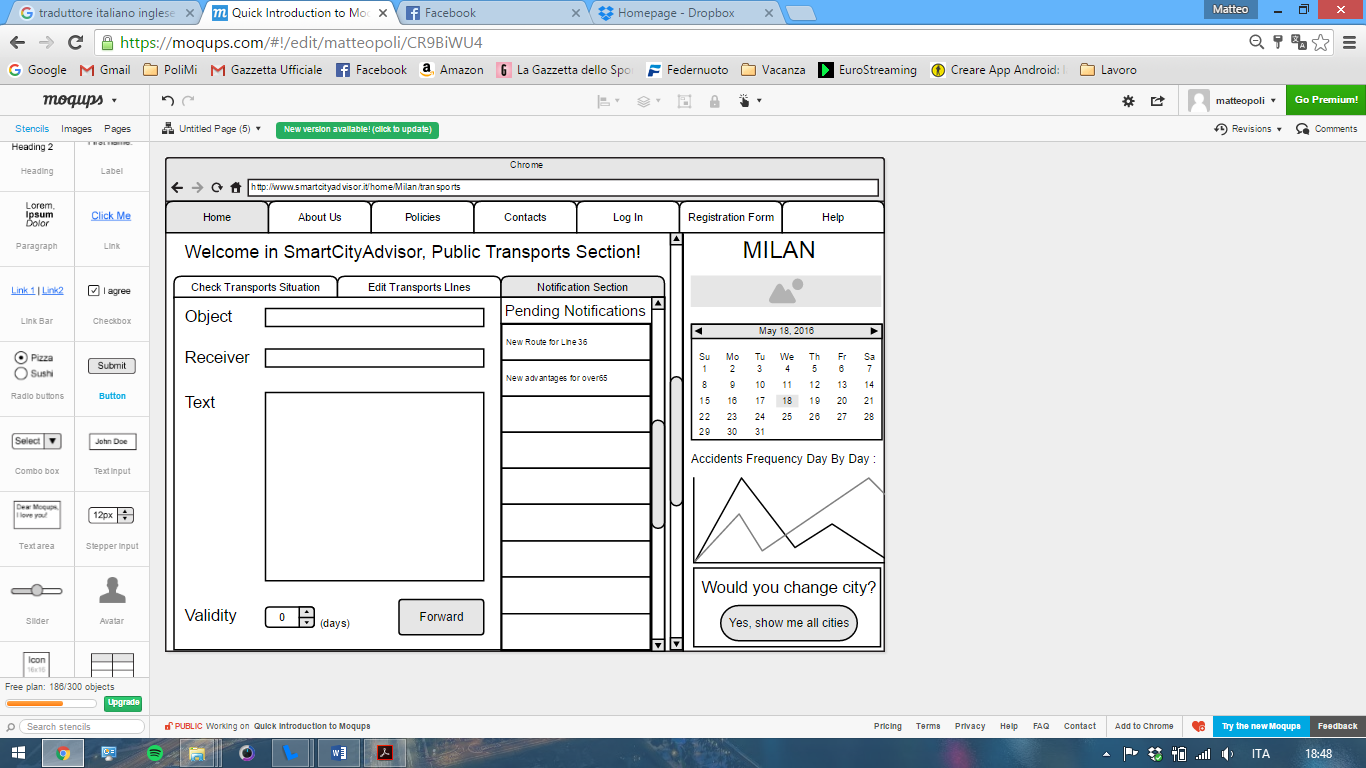 traduttore italiano inglese
Quick Introduction to Moq
Facebook
Homepage - Dropbox
Matteo
https://moqups.com/#!/edit/matteopoli/CR9BiWU4
Google
Gmail
PoliMi
Gazzetta Ufficiale
Facebook
Amazon
La Gazzetta dello Spo
Federnuoto
Vacanza
EuroStreaming
Creare App Android:
Lavoro
moqups
matteopoli
Go Premium!
Stencils Images Pages
Untitled Page (5)
New version available! (click to update)
Revisions
Comments
Heading 2
First name:
Heading
Label
Lorem,
Ipsum
Dolor
Click Me
Paragraph
Link
Link 1 | Link2
I agree
Link Bar
Checkbox
Pizza
Sushi
Submit
Radio buttons
Button
Select
John Doe
Combo box
Text input
Dear Moqups,
I love you!
12px
Text area
Stepper input
Slider
Avatar
Icon
16x16
Free plan: 186/300 objects
Upgrade
Search stencils
Chrome
http://www.smartcityadvisor.it/home/Milan/transports
Home
About Us
Policies
Contacts
Log In
Registration Form
Help
Welcome in SmartCityAdvisor, Public Transports Section!
Check Transports Situation
Edit Transports LInes
Notification Section
Object
Receiver
Text
Validity
0
(days)
Forward
Pending Notifications
New Route for Line 36
New advantages for over65
MILAN
May 18, 2016
Su Mo Tu We Th Fr Sa
1 2 3 4 5 6 7
8 9 10 11 12 13 14
15 16 17 18 19 20 21
22 23 24 25 26 27 28
29 30 31
Accidents Frequency Day By Day :
Would you change city?
Yes, show me all cities
PUBLIC Working on Quick Introduction to Moqups
Pricing
Terms
Privacy
Help
FAQ
Contact
Add to Chrome
Try the new Moqups
Feedback
ITA
18:48